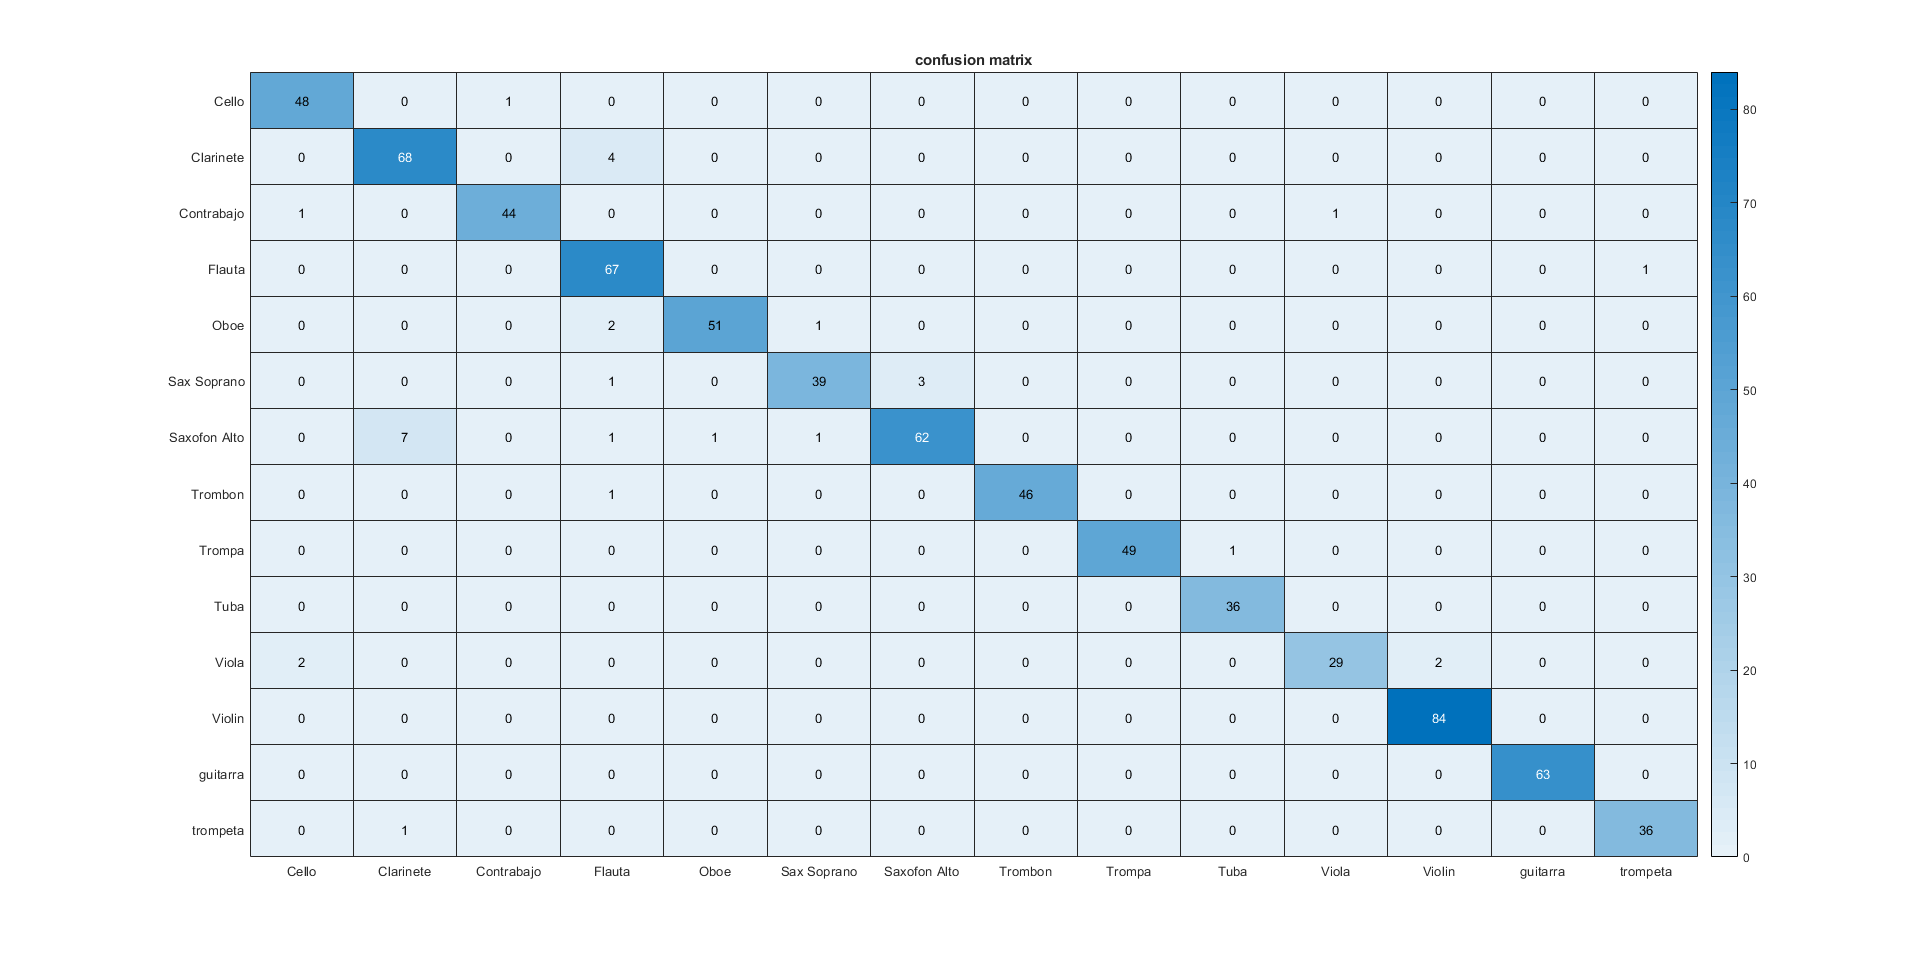 confusion matrix
Cello 48 0 1 0 0 0 0 0 0 0 0 0 0 0
Clarinete 0 68 0 4 0 0 0 0 0 0 0 0 0 0
Contrabajo 1 0 44 0 0 0 0 0 0 0 1 0 0 0
Flauta 0 0 0 67 0 0 0 0 0 0 0 0 0 1
Oboe 0 0 0 2 51 1 0 0 0 0 0 0 0 0
Sax Soprano 0 0 0 1 0 39 3 0 0 0 0 0 0 0
Saxofon Alto 0 7 0 1 1 1 62 0 0 0 0 0 0 0
Trombon 0 0 0 1 0 0 0 46 0 0 0 0 0 0
Trompa 0 0 0 0 0 0 0 0 49 1 0 0 0 0
Tuba 0 0 0 0 0 0 0 0 0 36 0 0 0 0
Viola 2 0 0 0 0 0 0 0 0 0 29 2 0 0
Violin 0 0 0 0 0 0 0 0 0 0 0 84 0 0
guitarra 0 0 0 0 0 0 0 0 0 0 0 0 63 0
trompeta 0 1 0 0 0 0 0 0 0 0 0 0 0 36
Cello Clarinete Contrabajo Flauta Oboe Sax Soprano Saxofon Alto Trombon Trompa Tuba Viola Violin guitarra trompeta
80
70
60
50
40
30
20
10
0